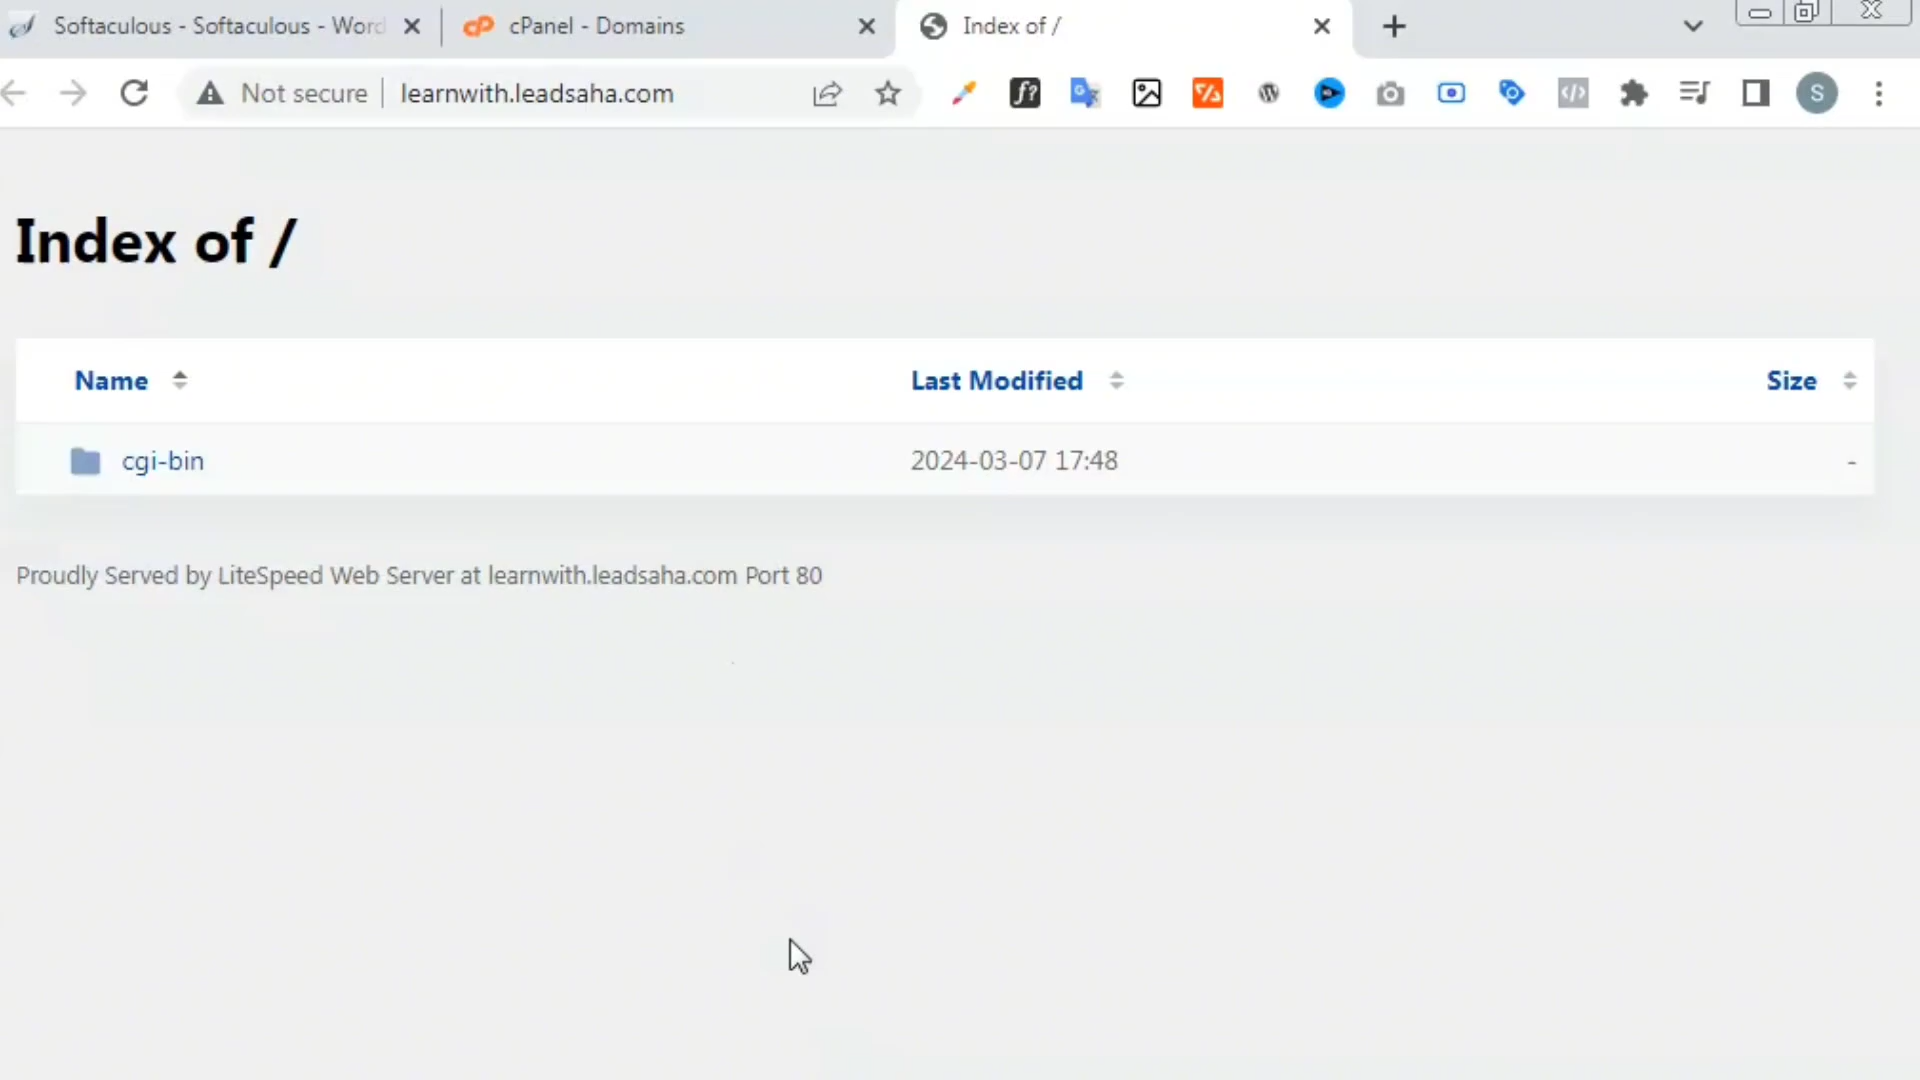 Softaculous - Softaculous - Word
cPanel - Domains
Index of /
Not secure
learnwith.leadsaha.com
f?
S
Index of /
Name
Last Modified
Size
cgi-bin
2024-03-07 17:48
-
Proudly Served by LiteSpeed Web Server at learnwith.leadsaha.com Port 80